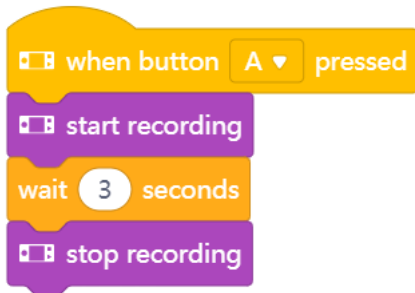 when button A pressed
start recording
wait 3 seconds
stop recording